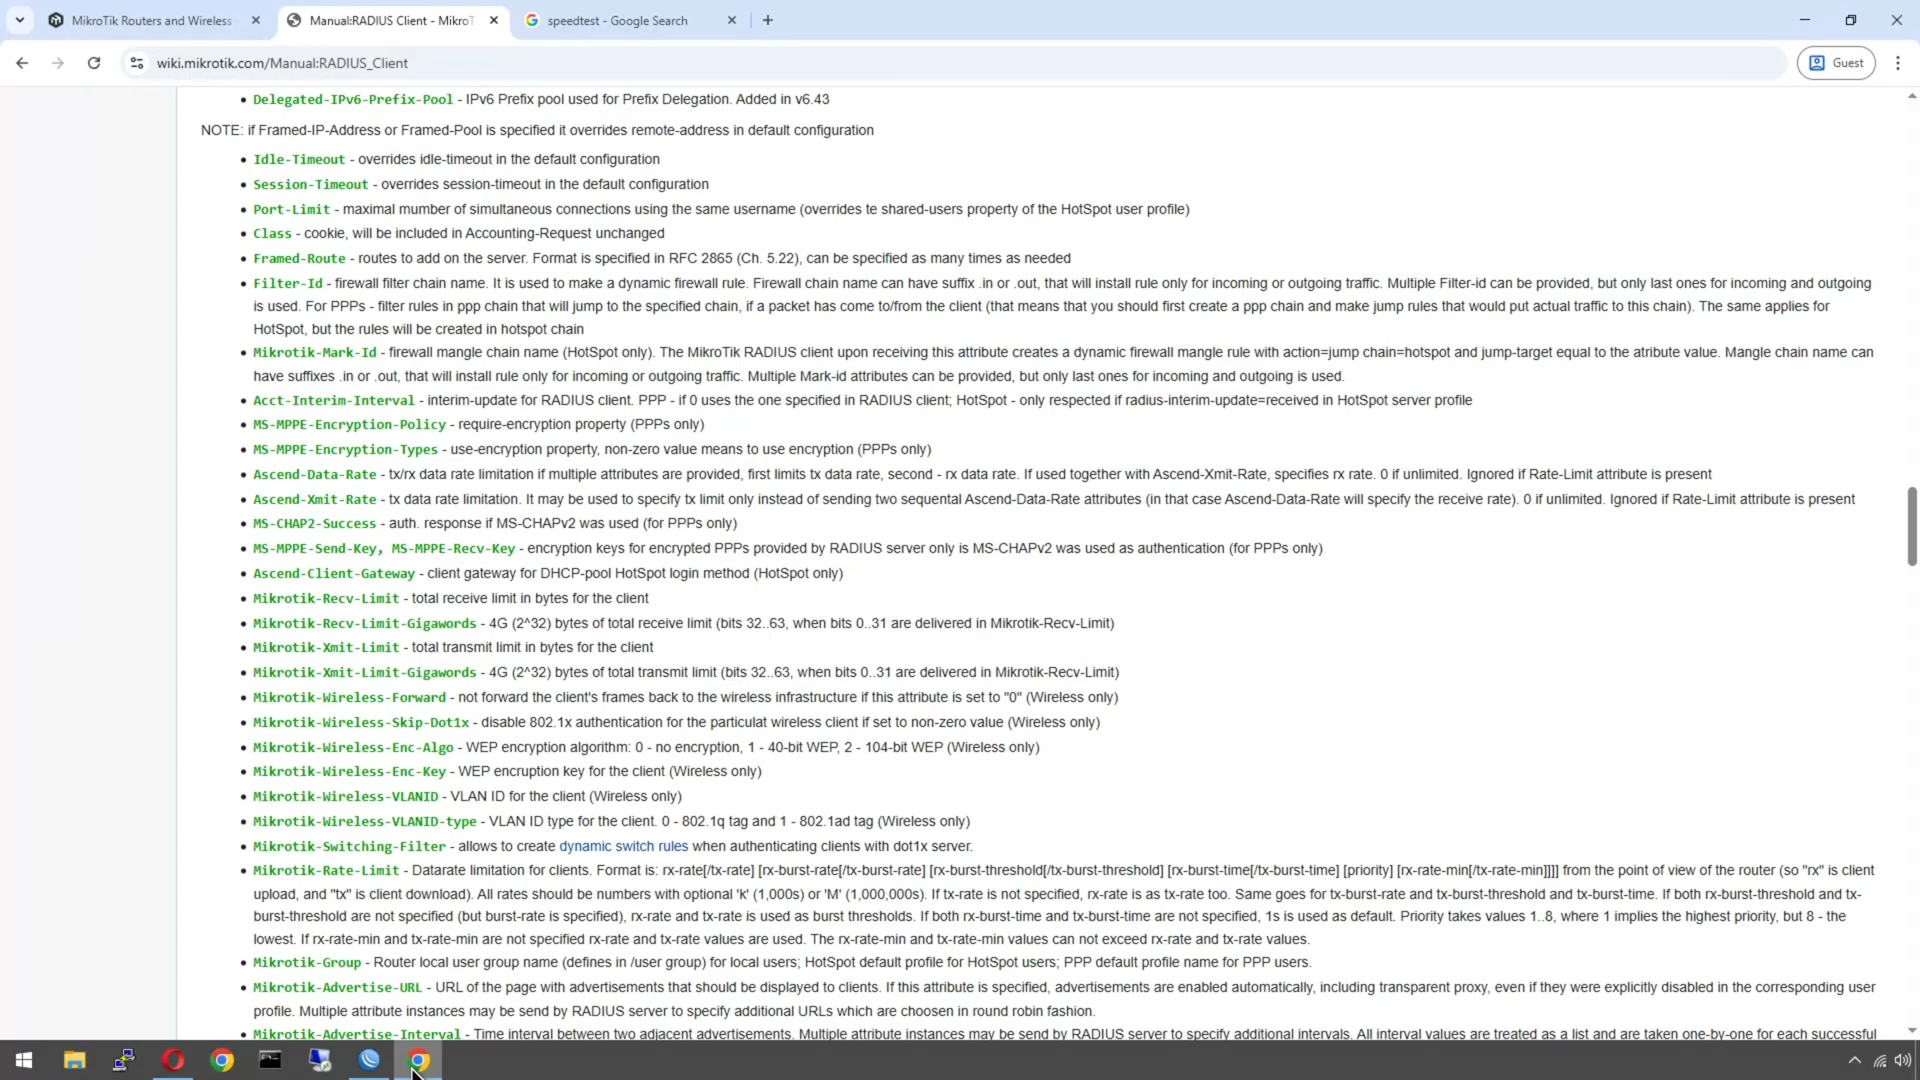 MikroTik Routers and Wireless
Manual:RADIUS Client - MikroT
speedtest - Google Search
wiki.mikrotik.com/Manual:RADIUS_Client
Guest
Delegated-IPv6-Prefix-Pool - IPv6 Prefix pool used for Prefix Delegation. Added in v6.43
NOTE: if Framed-IP-Address or Framed-Pool is specified it overrides remote-address in default configuration
Idle-Timeout - overrides idle-timeout in the default configuration
Session-Timeout - overrides session-timeout in the default configuration
Port-Limit - maximal mumber of simultaneous connections using the same username (overrides te shared-users property of the HotSpot user profile)
Class - cookie, will be included in Accounting-Request unchanged
Framed-Route - routes to add on the server. Format is specified in RFC 2865 (Ch. 5.22), can be specified as many times as needed
Filter-Id - firewall filter chain name. It is used to make a dynamic firewall rule. Firewall chain name can have suffix .in or .out, that will install rule only for incoming or outgoing traffic. Multiple Filter-id can be provided, but only last ones for incoming and outgoing
is used. For PPPs - filter rules in ppp chain that will jump to the specified chain, if a packet has come to/from the client (that means that you should first create a ppp chain and make jump rules that would put actual traffic to this chain). The same applies for
HotSpot, but the rules will be created in hotspot chain
Mikrotik-Mark-Id - firewall mangle chain name (HotSpot only). The MikroTik RADIUS client upon receiving this attribute creates a dynamic firewall mangle rule with action=jump chain=hotspot and jump-target equal to the atribute value. Mangle chain name can
have suffixes .in or .out, that will install rule only for incoming or outgoing traffic. Multiple Mark-id attributes can be provided, but only last ones for incoming and outgoing is used.
Acct-Interim-Interval - interim-update for RADIUS client. PPP - if 0 uses the one specified in RADIUS client; HotSpot - only respected if radius-interim-update=received in HotSpot server profile
MS-MPPE-Encryption-Policy - require-encryption property (PPPs only)
MS-MPPE-Encryption-Types - use-encryption property, non-zero value means to use encryption (PPPs only)
Ascend-Data-Rate - tx/rx data rate limitation if multiple attributes are provided, first limits tx data rate, second - rx data rate. If used together with Ascend-Xmit-Rate, specifies rx rate. 0 if unlimited. Ignored if Rate-Limit attribute is present
Ascend-Xmit-Rate - tx data rate limitation. It may be used to specify tx limit only instead of sending two sequental Ascend-Data-Rate attributes (in that case Ascend-Data-Rate will specify the receive rate). 0 if unlimited. Ignored if Rate-Limit attribute is present
MS-CHAP2-Success - auth. response if MS-CHAPv2 was used (for PPPs only)
MS-MPPE-Send-Key, MS-MPPE-Recv-Key - encryption keys for encrypted PPPs provided by RADIUS server only is MS-CHAPv2 was used as authentication (for PPPs only)
Ascend-Client-Gateway - client gateway for DHCP-pool HotSpot login method (HotSpot only)
Mikrotik-Recv-Limit - total receive limit in bytes for the client
Mikrotik-Recv-Limit-Gigawords - 4G (2^32) bytes of total receive limit (bits 32..63, when bits 0..31 are delivered in Mikrotik-Recv-Limit)
Mikrotik-Xmit-Limit - total transmit limit in bytes for the client
Mikrotik-Xmit-Limit-Gigawords - 4G (2^32) bytes of total transmit limit (bits 32..63, when bits 0..31 are delivered in Mikrotik-Recv-Limit)
Mikrotik-Wireless-Forward - not forward the client's frames back to the wireless infrastructure if this attribute is set to "0" (Wireless only)
Mikrotik-Wireless-Skip-Dot1x - disable 802.1x authentication for the particulat wireless client if set to non-zero value (Wireless only)
Mikrotik-Wireless-Enc-Algo - WEP encryption algorithm: 0 - no encryption, 1 - 40-bit WEP, 2 - 104-bit WEP (Wireless only)
Mikrotik-Wireless-Enc-Key - WEP encruption key for the client (Wireless only)
Mikrotik-Wireless-VLANID - VLAN ID for the client (Wireless only)
Mikrotik-Wireless-VLANID-type - VLAN ID type for the client. 0 - 802.1q tag and 1 - 802.1ad tag (Wireless only)
Mikrotik-Switching-Filter - allows to create dynamic switch rules when authenticating clients with dot1x server.
Mikrotik-Rate-Limit - Datarate limitation for clients. Format is: rx-rate[/tx-rate] [rx-burst-rate[/tx-burst-rate] [rx-burst-threshold[/tx-burst-threshold] [rx-burst-time[/tx-burst-time] [priority] [rx-rate-min[/tx-rate-min]]]] from the point of view of the router (so "rx" is client
upload, and "tx" is client download). All rates should be numbers with optional 'k' (1,000s) or 'M' (1,000,000s). If tx-rate is not specified, rx-rate is as tx-rate too. Same goes for tx-burst-rate and tx-burst-threshold and tx-burst-time. If both rx-burst-threshold and tx-
burst-threshold are not specified (but burst-rate is specified), rx-rate and tx-rate is used as burst thresholds. If both rx-burst-time and tx-burst-time are not specified, 1s is used as default. Priority takes values 1..8, where 1 implies the highest priority, but 8 - the
lowest. If rx-rate-min and tx-rate-min are not specified rx-rate and tx-rate values are used. The rx-rate-min and tx-rate-min values can not exceed rx-rate and tx-rate values.
Mikrotik-Group - Router local user group name (defines in /user group) for local users; HotSpot default profile for HotSpot users; PPP default profile name for PPP users.
Mikrotik-Advertise-URL - URL of the page with advertisements that should be displayed to clients. If this attribute is specified, advertisements are enabled automatically, including transparent proxy, even if they were explicitly disabled in the corresponding user
profile. Multiple attribute instances may be send by RADIUS server to specify additional URLs which are choosen in round robin fashion.
Mikrotik-Advertise-Interval - Time interval between two adjacent advertisements. Multiple attribute instances may be send by RADIUS server to specify additional intervals. All interval values are treated as a list and are taken one-by-one for each successful